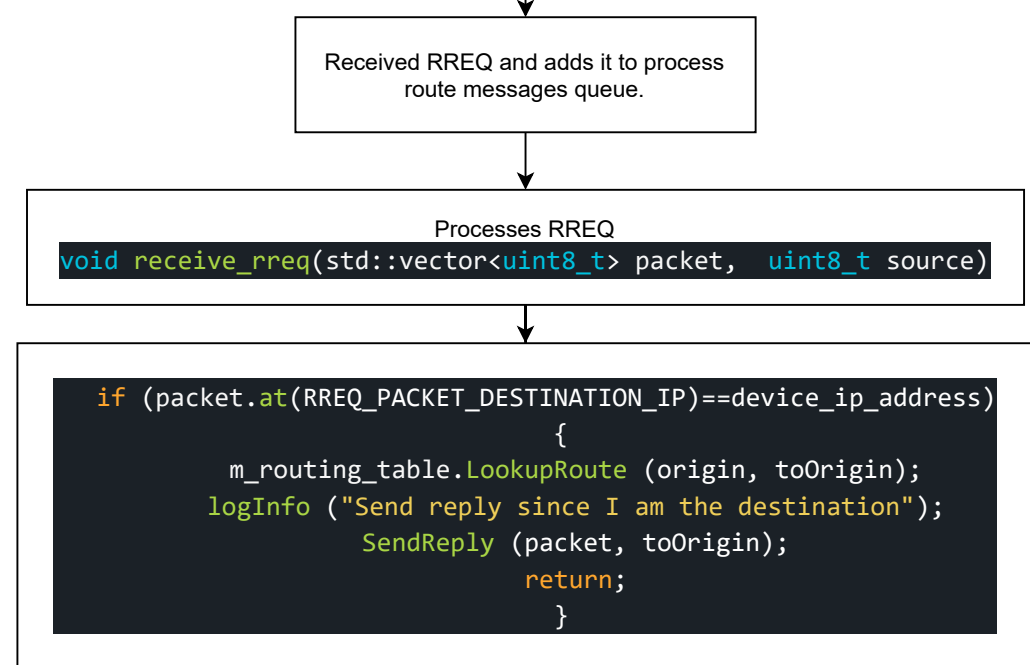 Received RREQ and adds it to process
route messages queue.
Processes RREQ
void receive_rreq(std::vector<uint8_t> packet,  uint8_t source)
if (packet.at(RREQ_PACKET_DESTINATION_IP)==device_ip_address)
{
m_routing_table.LookupRoute (origin, toOrigin);
logInfo ("Send reply since I am the destination");
SendReply (packet, toOrigin);
return;
}